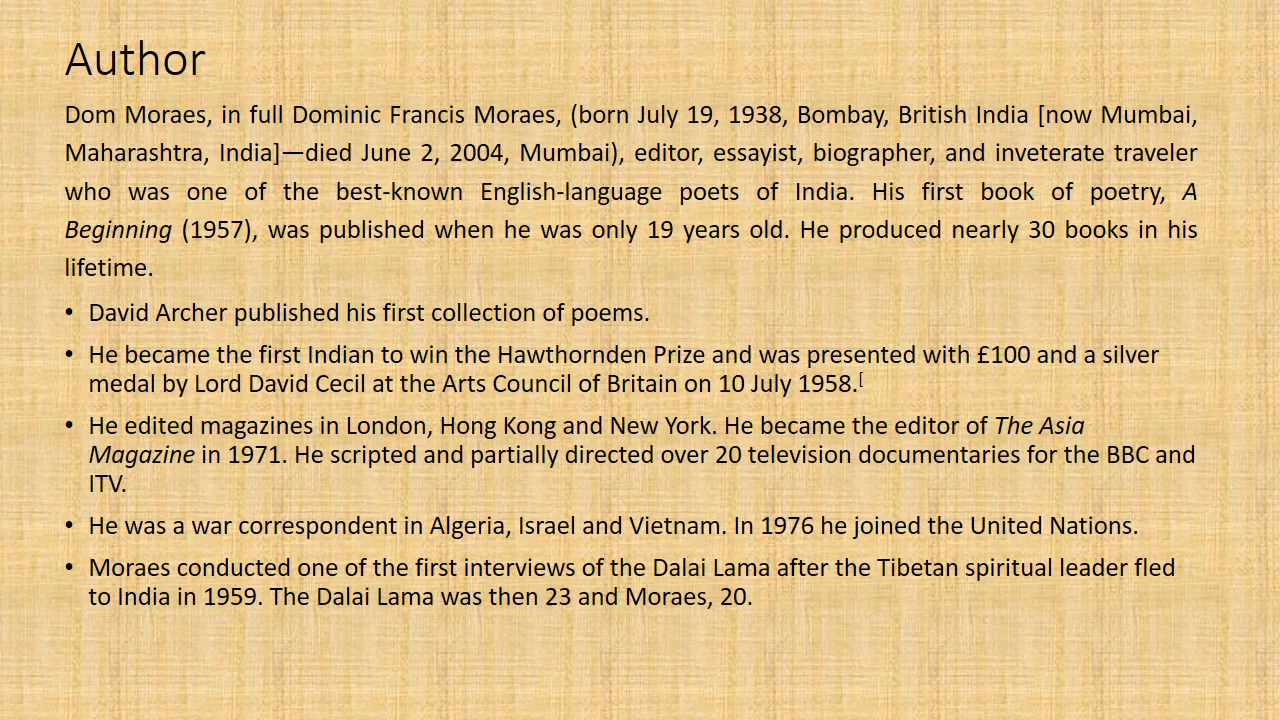 Author
Dom Moraes, in full Dominic Francis Moraes, (born July 19, 1938, Bombay, British India [now Mumbai,
Maharashtra, India]—died June 2, 2004, Mumbai), editor, essayist, biographer, and inveterate traveler
who was one of the best-known English-language poets of India. His first book of poetry, A
Beginning (1957), was published when he was only 19 years old. He produced nearly 30 books in his
lifetime.
• David Archer published his first collection of poems.
• He became the first Indian to win the Hawthornden Prize and was presented with £100 and a silver
medal by Lord David Cecil at the Arts Council of Britain on 10 July 1958.[
• He edited magazines in London, Hong Kong and New York. He became the editor of The Asia
Magazine in 1971. He scripted and partially directed over 20 television documentaries for the BBC and
ITV.
• He was a war correspondent in Algeria, Israel and Vietnam. In 1976 he joined the United Nations.
• Moraes conducted one of the first interviews of the Dalai Lama after the Tibetan spiritual leader fled
to India in 1959. The Dalai Lama was then 23 and Moraes, 20.